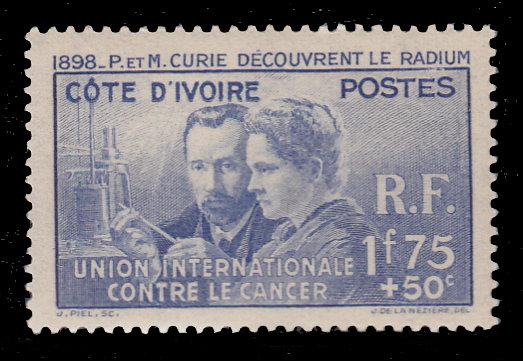 1898_P. ET M. CURIE DÉCOUVRENT LE RADIUM
CÔTE D'IVOIRE POSTES
R.F.
1f75
+50c
UNION INTERNATIONALE
CONTRE LE CANCER
J. PIEL, SC. J. DE LA NÉZIÈRE, DEL